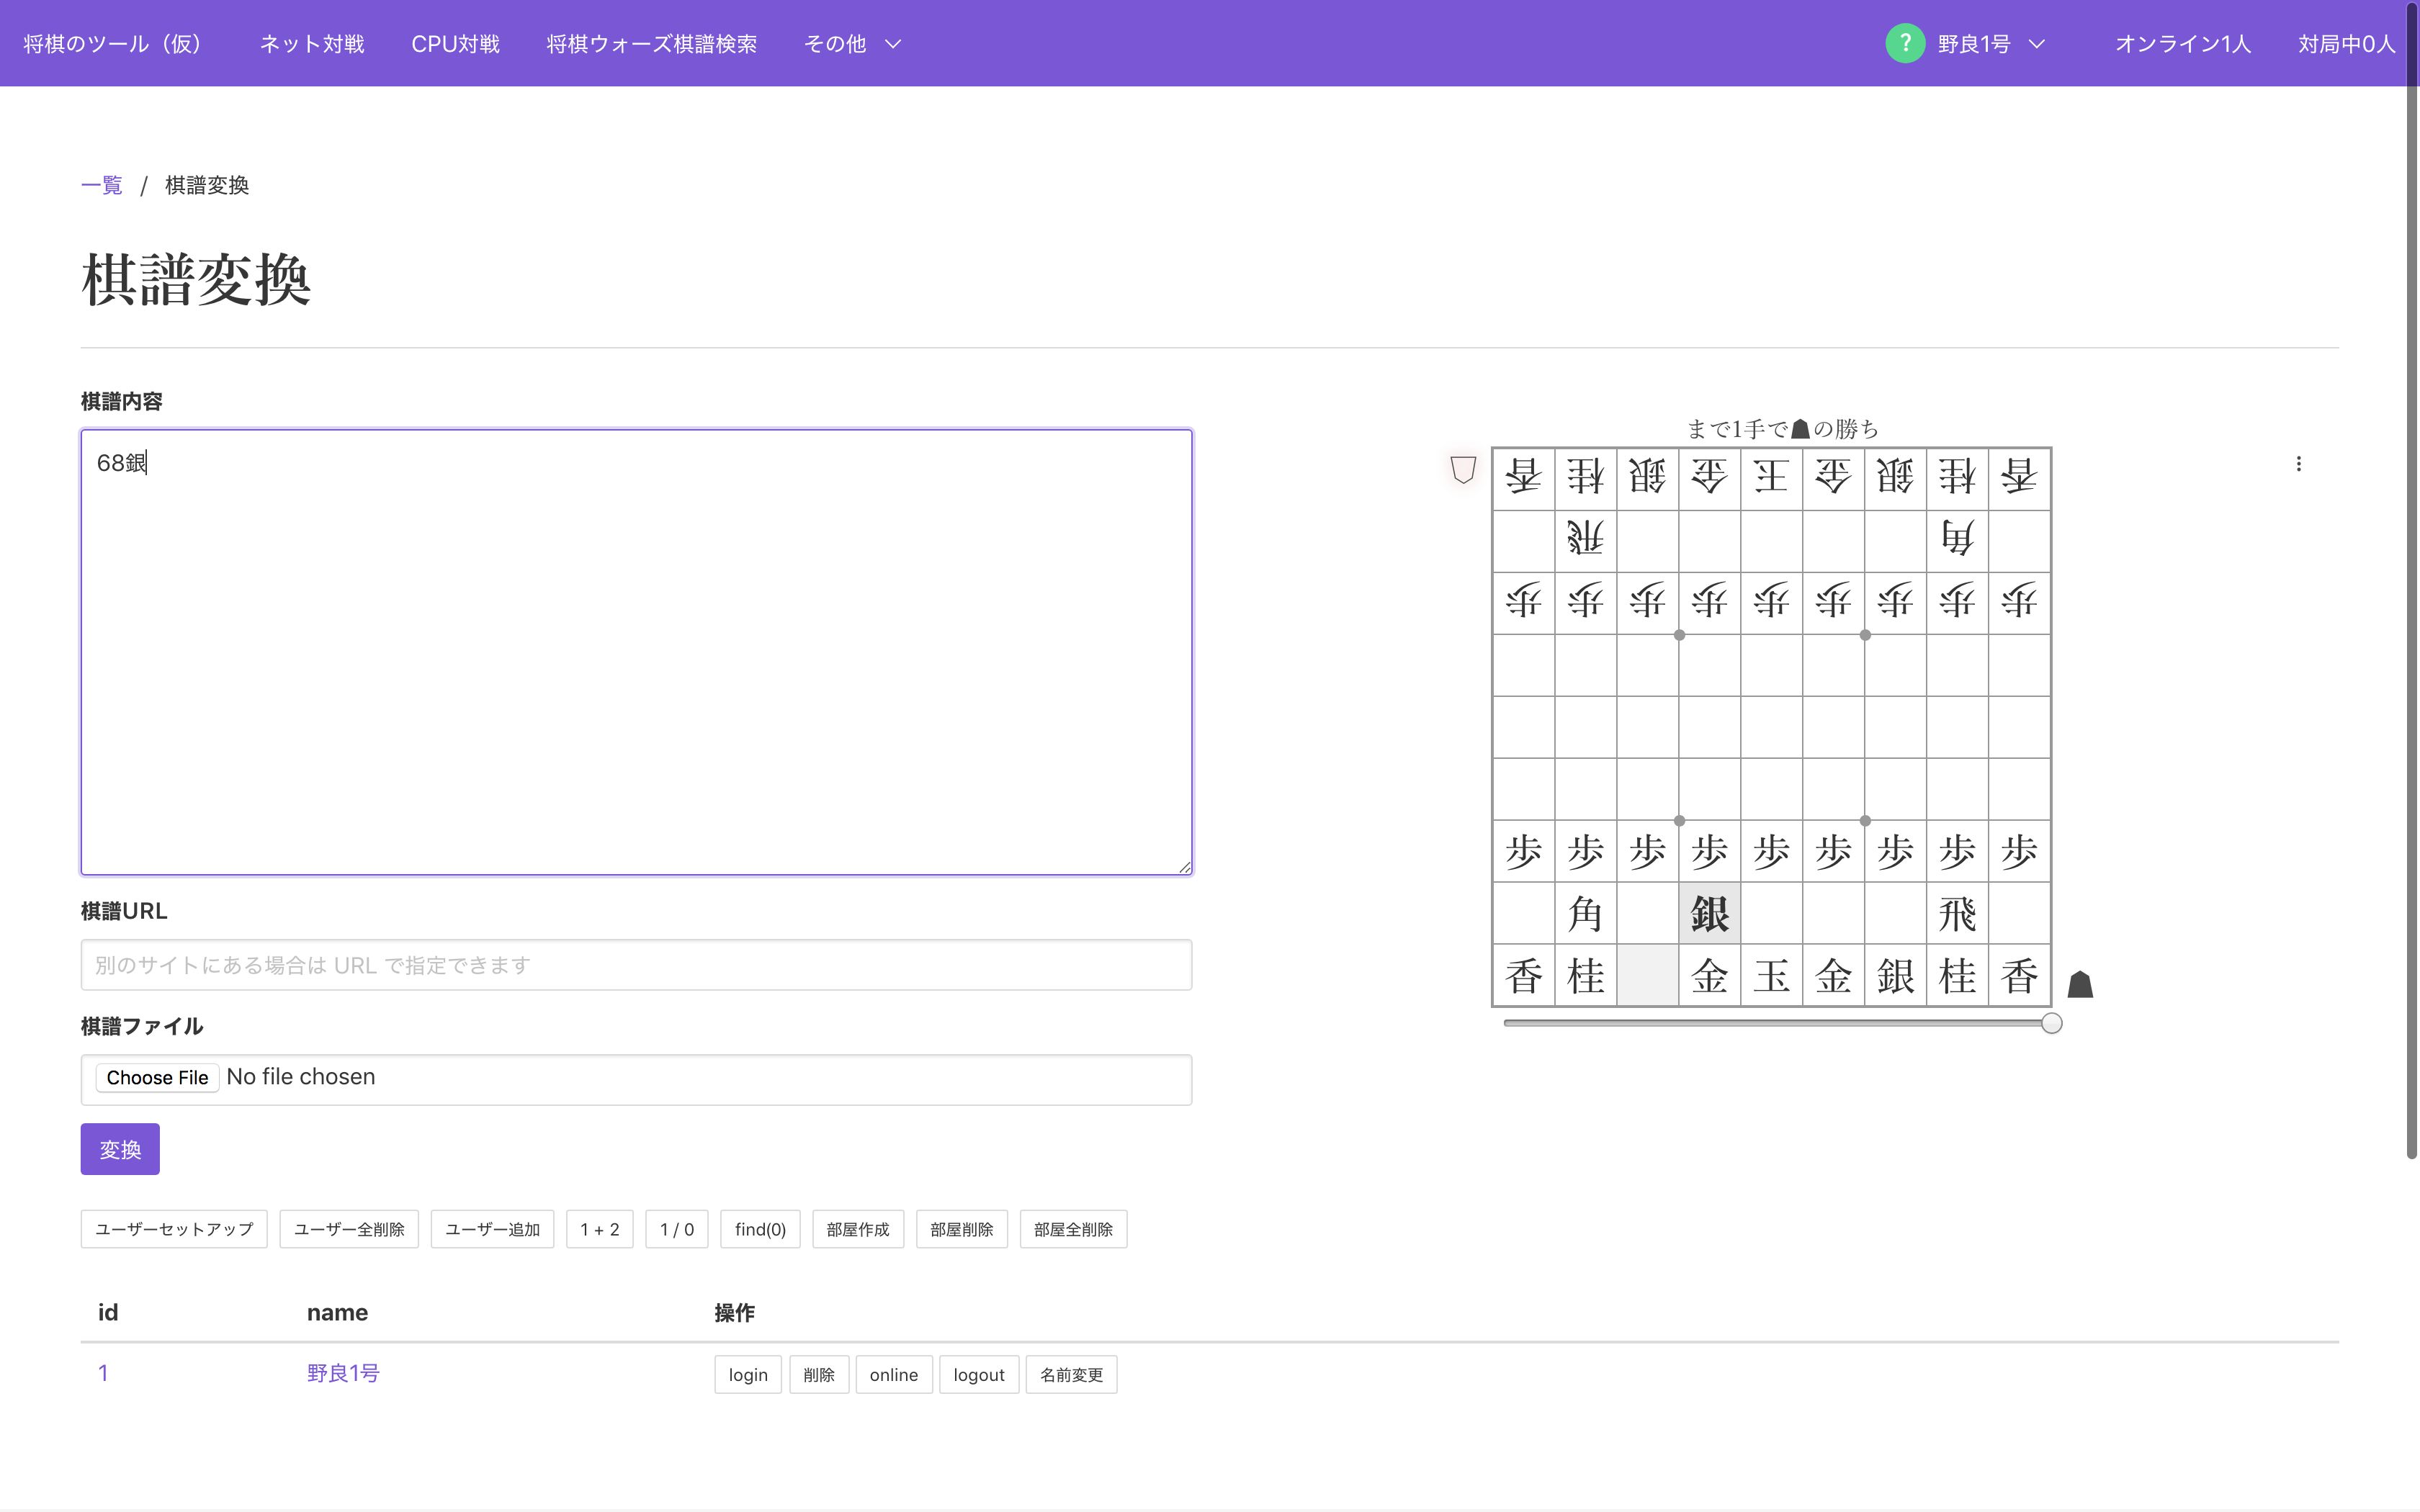 将棋のツール（仮） ネット対戦 CPU対戦 将棋ウォーズ棋譜検索 その他 ? 野良1号 オンライン1人 対局中0人
一覧 / 棋譜変換
棋譜変換
棋譜内容
68銀
棋譜URL
別のサイトにある場合は URL で指定できます
棋譜ファイル
Choose File No file chosen
変換
まで1手で☗の勝ち
香桂銀金王金銀桂香
飛角
歩歩歩歩歩歩歩歩歩
歩歩歩歩歩歩歩歩歩
角銀飛
香桂金玉金銀桂香
ユーザーセットアップ ユーザー全削除 ユーザー追加 1 + 2 1 / 0 find(0) 部屋作成 部屋削除 部屋全削除
id name 操作
1 野良1号 login 削除 online logout 名前変更